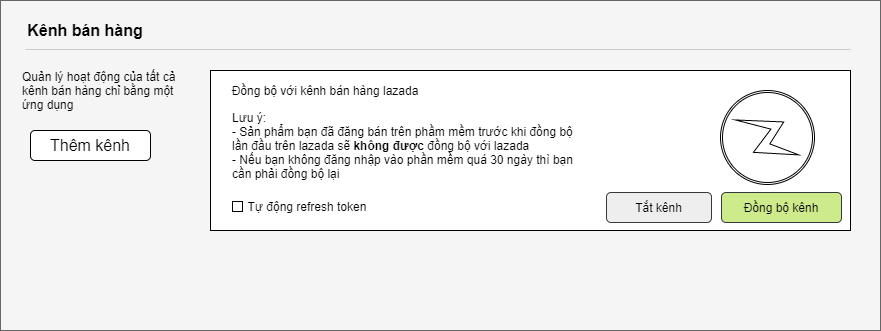 Kênh bán hàng
Quản lý hoạt động của tất cả
kênh bán hàng chỉ bằng một
ứng dụng
Thêm kênh
Đồng bộ với kênh bán hàng lazada
Lưu ý:
- Sản phẩm bạn đã đăng bán trên phầm mềm trước khi đồng bộ
lần đầu trên lazada sẽ không được đồng bộ với lazada
- Nếu bạn không đăng nhập vào phần mềm quá 30 ngày thì bạn
cần phải đồng bộ lại
Tự động refresh token
Tắt kênh
Đồng bộ kênh